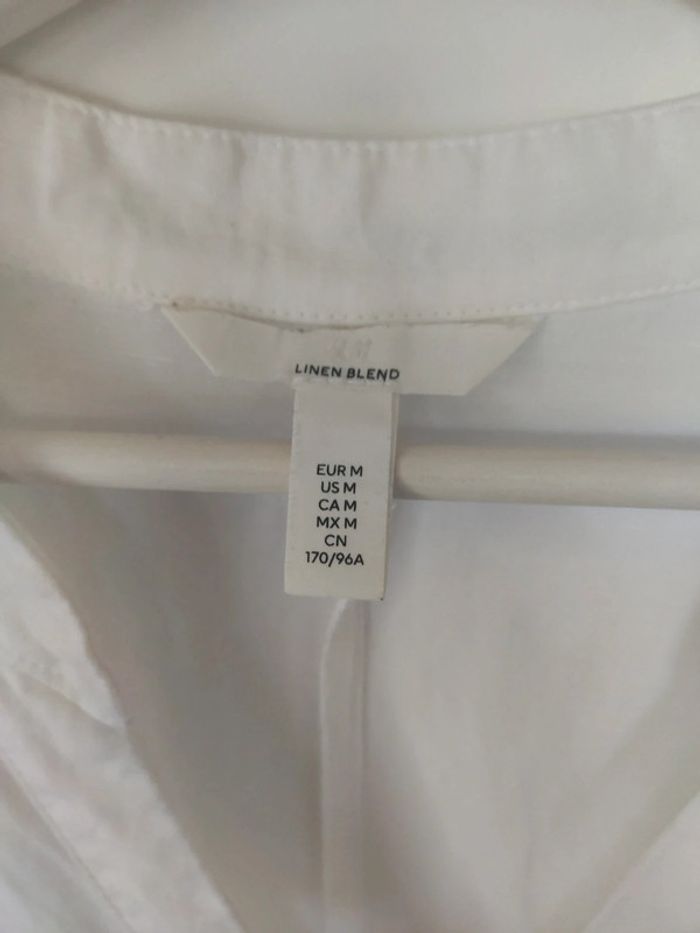 LINEN BLEND
EUR M
US M
CA M
MX M
CN
170/96A